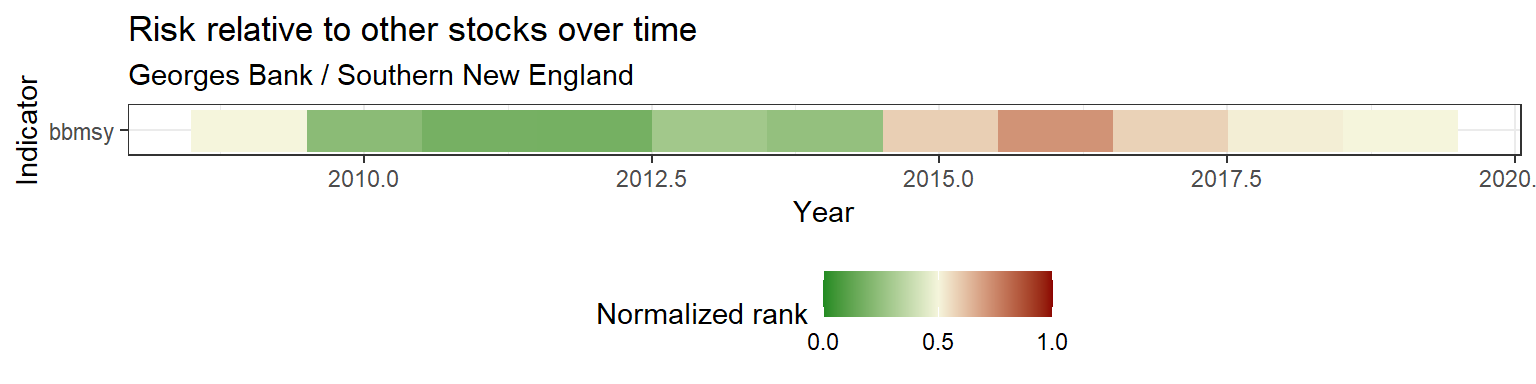 Risk relative to other stocks over time
Georges Bank / Southern New England
Indicator
bbmsy
2010.0 2012.5 2015.0 2017.5 2020.
Year
Normalized rank
0.0 0.5 1.0